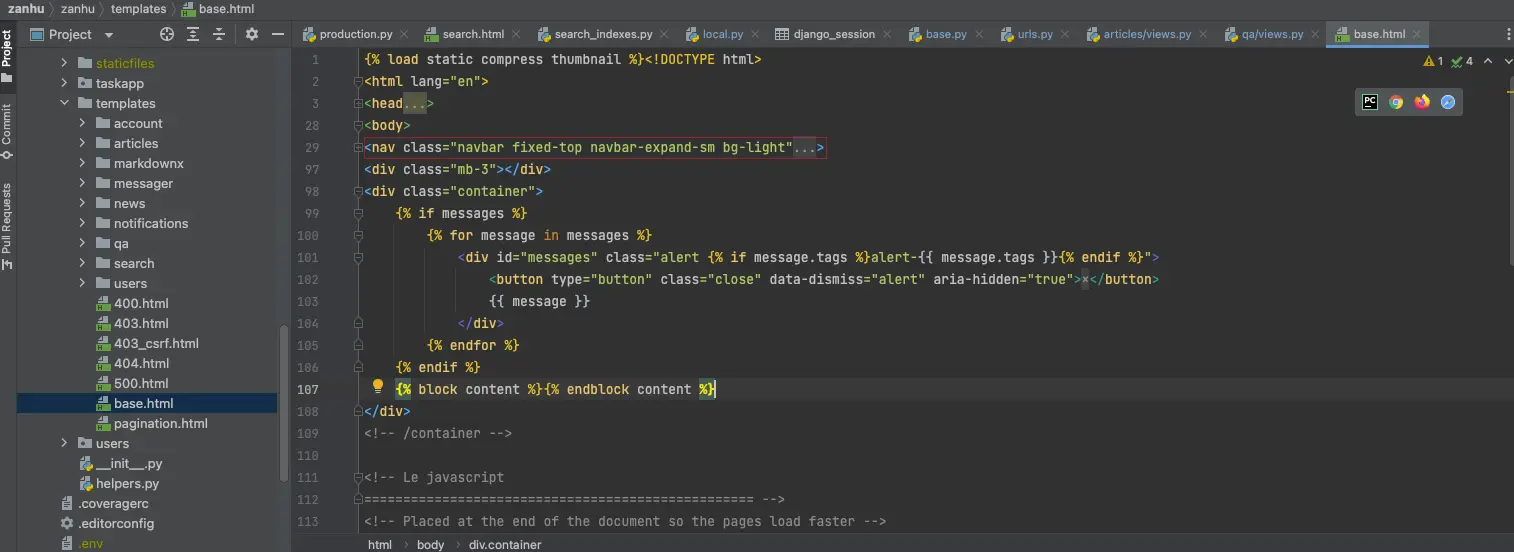 zanhu › zanhu › templates › base.html
Project
production.py search.html search_indexes.py local.py django_session base.py urls.py articles/views.py qa/views.py base.html
Project
Commit
Pull Requests
staticfiles
taskapp
templates
account
articles
markdownx
messager
news
notifications
qa
search
users
400.html
403.html
403_csrf.html
404.html
500.html
base.html
pagination.html
users
__init__.py
helpers.py
.coveragerc
.editorconfig
.env
1 4
PC
1 {% load static compress thumbnail %}<!DOCTYPE html>
2 <html lang="en">
3 <head...>
28 <body>
29 <nav class="navbar fixed-top navbar-expand-sm bg-light"...>
97 <div class="mb-3"></div>
98 <div class="container">
99 {% if messages %}
100 {% for message in messages %}
101 <div id="messages" class="alert {% if message.tags %}alert-{{ message.tags }}{% endif %}">
102 <button type="button" class="close" data-dismiss="alert" aria-hidden="true">×</button>
103 {{ message }}
104 </div>
105 {% endfor %}
106 {% endif %}
107 {% block content %}{% endblock content %}
108 </div>
109 <!-- /container -->
110
111 <!-- Le javascript
112 ================================================== -->
113 <!-- Placed at the end of the document so the pages load faster -->
html › body › div.container